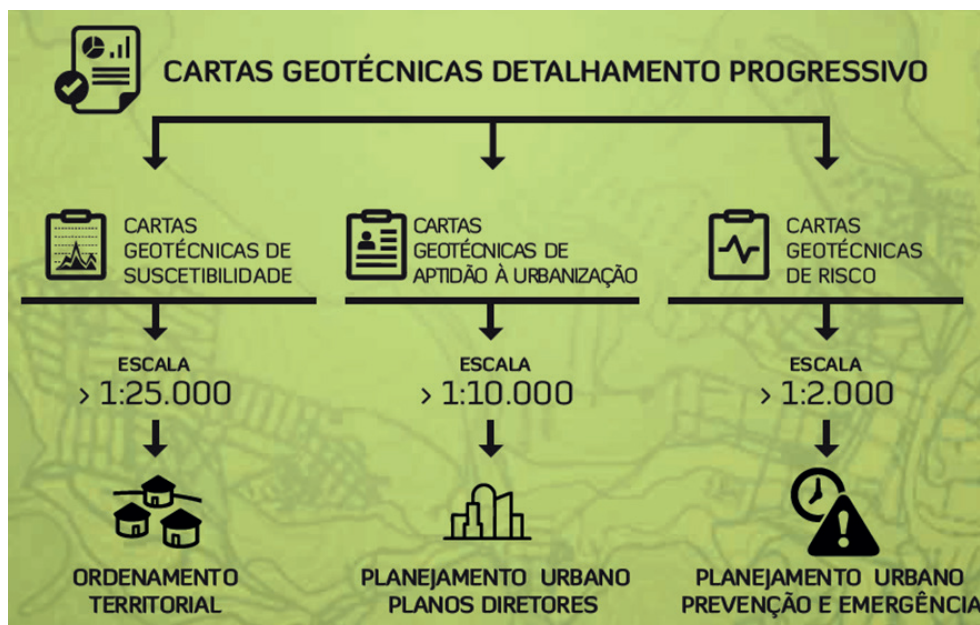 CARTAS GEOTÉCNICAS DETALHAMENTO PROGRESSIVO
CARTAS
GEOTÉCNICAS DE
SUSCETIBILIDADE
ESCALA
> 1:25.000
ORDENAMENTO
TERRITORIAL
CARTAS
GEOTÉCNICAS DE
APTIDÃO À URBANIZAÇÃO
ESCALA
> 1:10.000
PLANEJAMENTO URBANO
PLANOS DIRETORES
CARTAS
GEOTÉCNICAS
DE RISCO
ESCALA
> 1:2.000
PLANEJAMENTO URBANO
PREVENÇÃO E EMERGÊNCIA